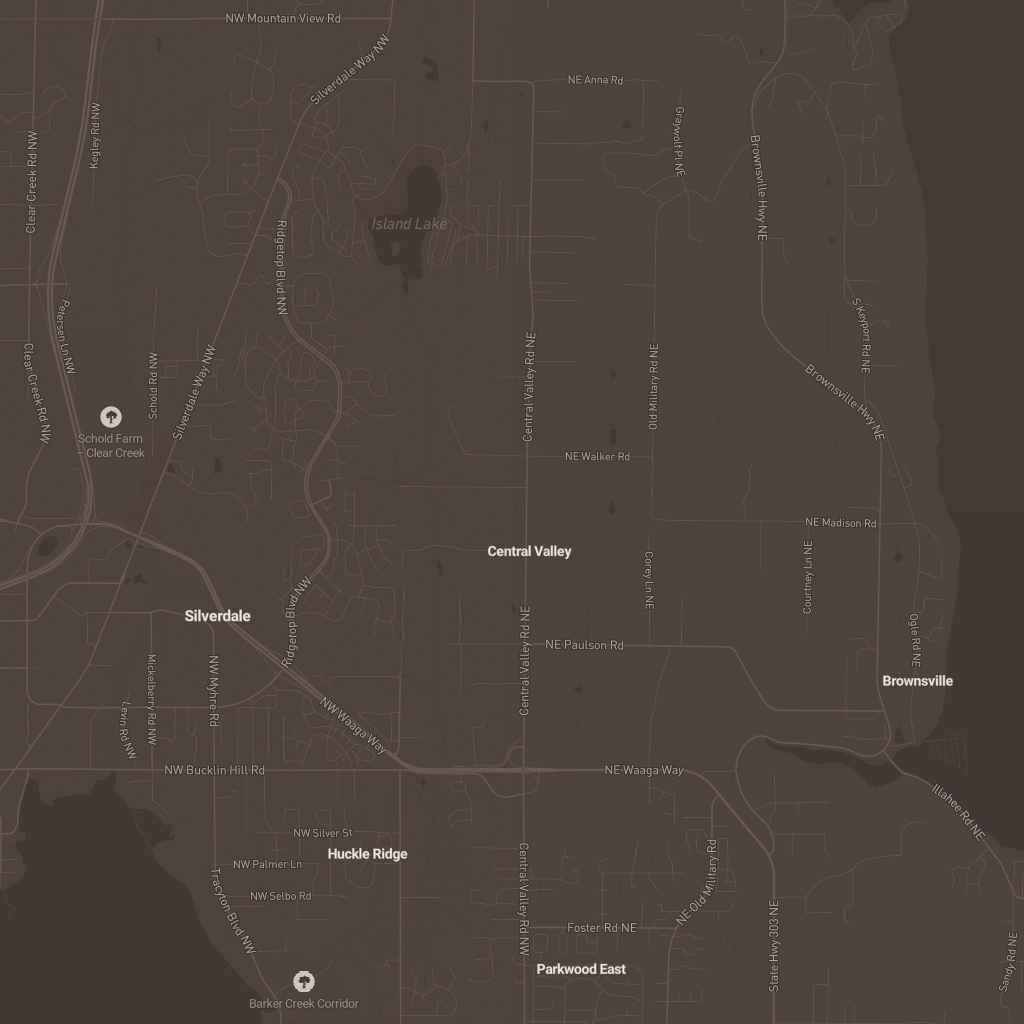 NW Mountain View Rd
Silverdale Way NW
NE Anna Rd
Kegley Rd NW
Clear Creek Rd NW
Greywolf Pl NE
Brownsville Hwy NE
Island Lake
Ridgetop Blvd NW
Petersen Ln NW
S Keyport Rd NE
Clear Creek Rd NW
Schold Rd NW
Silverdale Way NW
Central Valley Rd NE
Old Military Rd NE
Brownsville Hwy NE
Schold Farm
– Clear Creek
NE Walker Rd
NE Madison Rd
Central Valley
Corey Ln NE
Courtney Ln NE
Silverdale
Ridgetop Blvd NW
Central Valley Rd NE
NE Paulson Rd
Ogle Rd NE
Brownsville
Mickelberry Rd NW
NW Myhre Rd
Levin Rd NW
NW Waaga Way
NW Bucklin Hill Rd
NE Waaga Way
Illahee Rd NE
NW Silver St
Huckle Ridge
NW Palmer Ln
NW Selbo Rd
Tracyton Blvd NW
Central Valley Rd NW
NE Old Military Rd
Foster Rd NE
State Hwy 303 NE
Sandy Rd NE
Parkwood East
Barker Creek Corridor